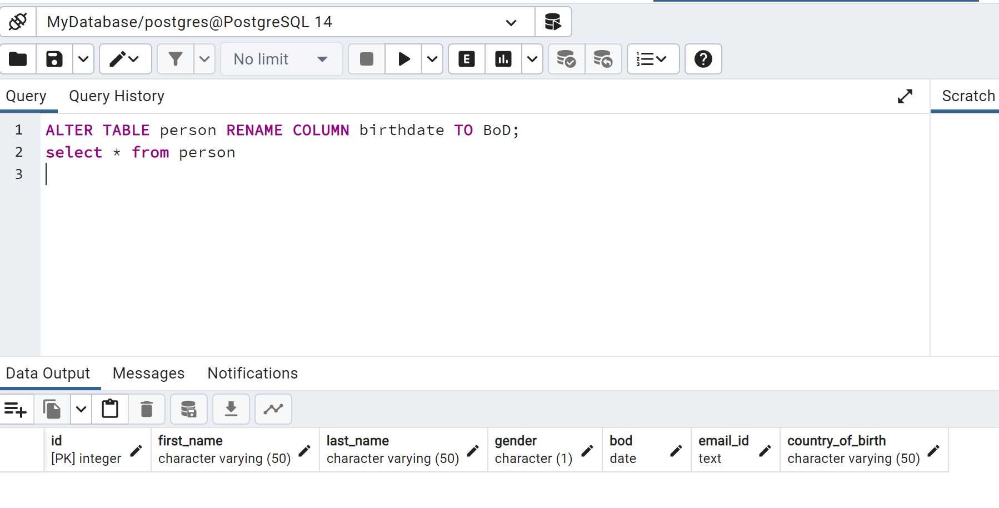 MyDatabase/postgres@PostgreSQL 14
No limit
E
Query Query History
Scratch
1 ALTER TABLE person RENAME COLUMN birthdate TO BoD;
2 select * from person
3
Data Output Messages Notifications
id first_name last_name gender bod email_id country_of_birth
[PK] integer character varying (50) character varying (50) character (1) date text character varying (50)